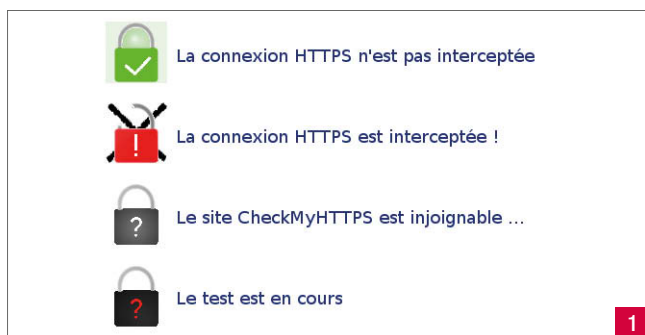 La connexion HTTPS n'est pas interceptée
!
La connexion HTTPS est interceptée !
?
Le site CheckMyHTTPS est injoignable ...
?
Le test est en cours
1